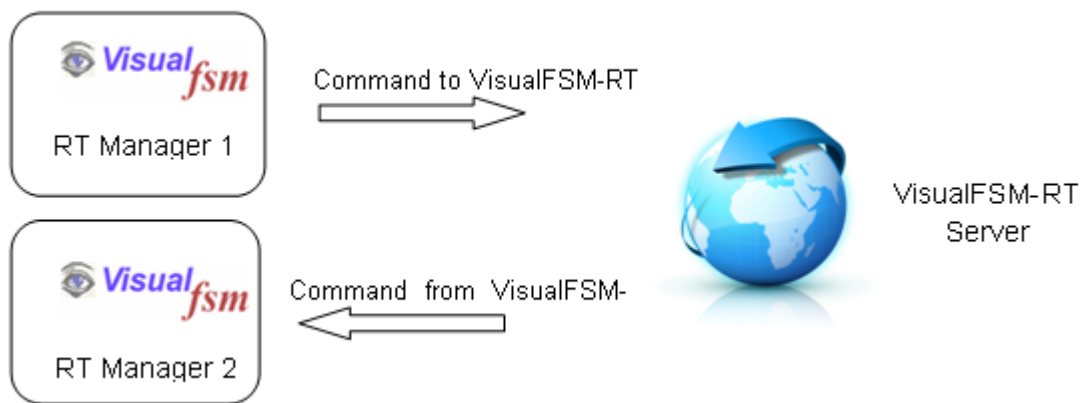 Visual fsm
RT Manager 1
Command to VisualFSM-RT
VisualFSM-RT
Server
Visual fsm
RT Manager 2
Command from VisualFSM-